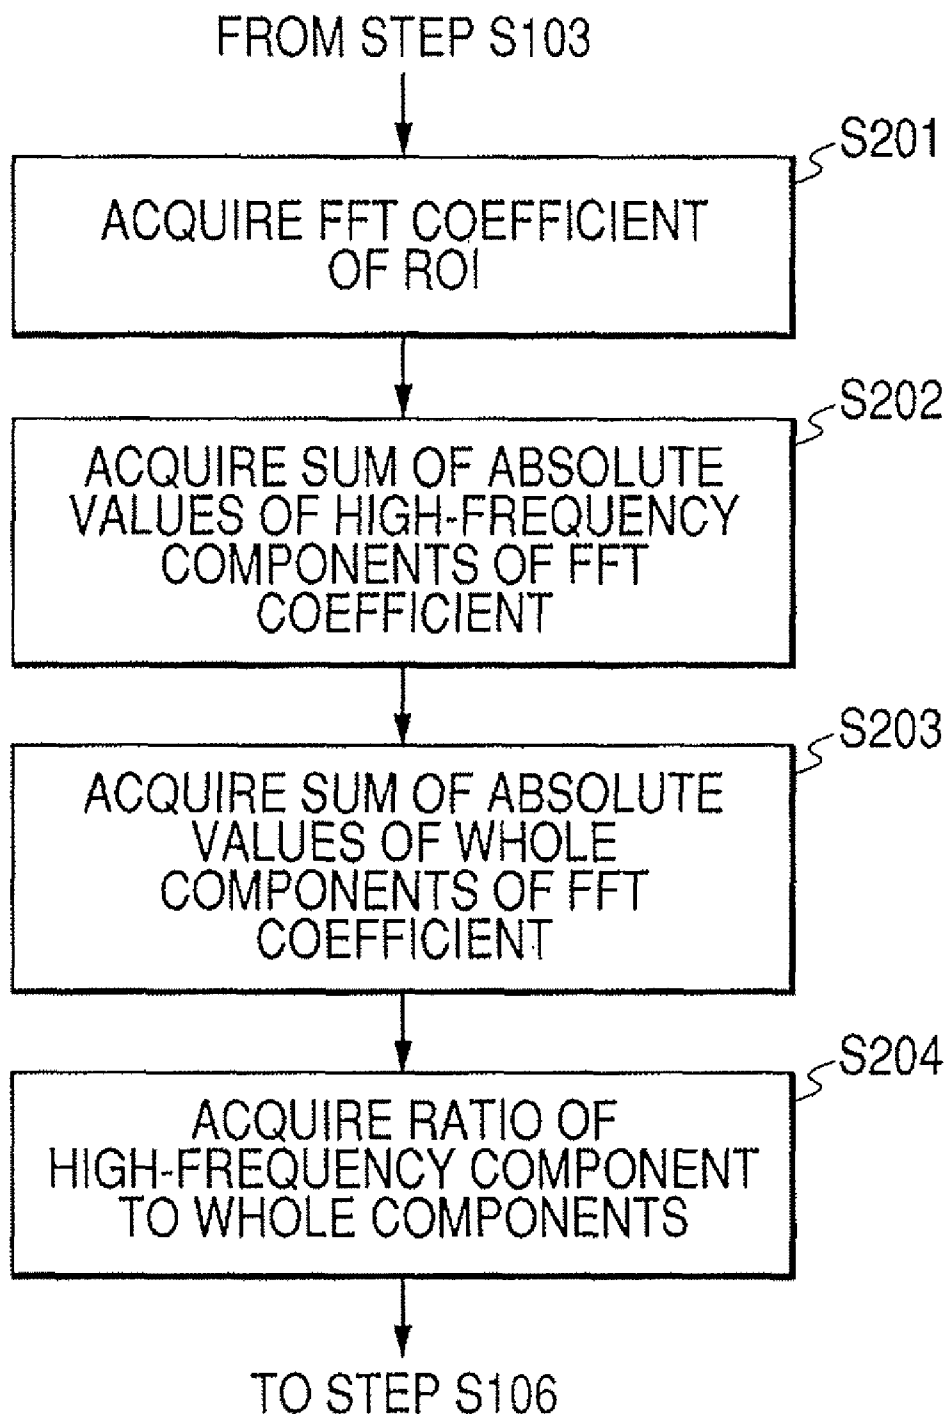 FROM STEP S103
S201
ACQUIRE FFT COEFFICIENT
OF ROI
S202
ACQUIRE SUM OF ABSOLUTE
VALUES OF HIGH-FREQUENCY
COMPONENTS OF FFT
COEFFICIENT
S203
ACQUIRE SUM OF ABSOLUTE
VALUES OF WHOLE
COMPONENTS OF FFT
COEFFICIENT
S204
ACQUIRE RATIO OF
HIGH-FREQUENCY COMPONENT
TO WHOLE COMPONENTS
TO STEP S106